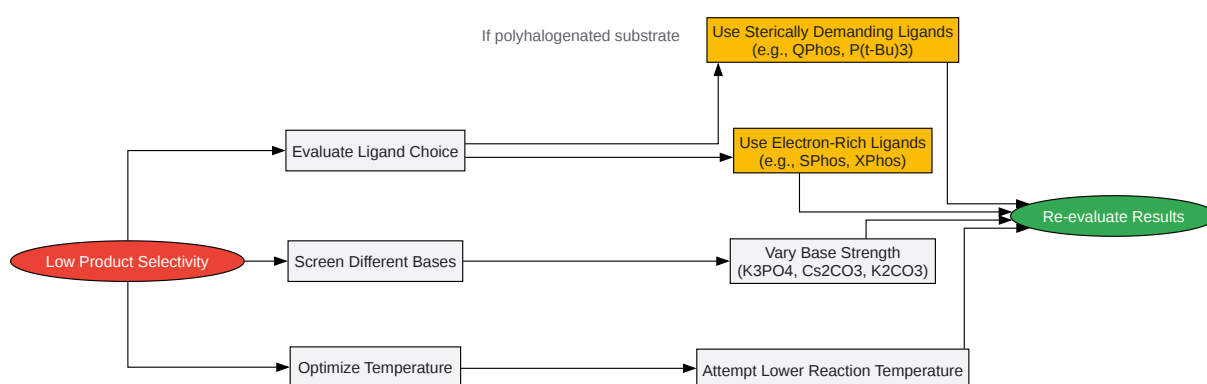 If polyhalogenated substrate
Use Sterically Demanding Ligands
(e.g., QPhos, P(t-Bu)3)
Evaluate Ligand Choice
Use Electron-Rich Ligands
(e.g., SPhos, XPhos)
Re-evaluate Results
Low Product Selectivity
Screen Different Bases
Vary Base Strength
(K3PO4, Cs2CO3, K2CO3)
Optimize Temperature
Attempt Lower Reaction Temperature